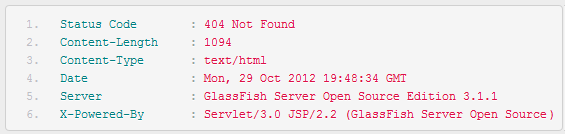 1. Status Code : 404 Not Found
2. Content-Length : 1094
3. Content-Type : text/html
4. Date : Mon, 29 Oct 2012 19:48:34 GMT
5. Server : GlassFish Server Open Source Edition 3.1.1
6. X-Powered-By : Servlet/3.0 JSP/2.2 (GlassFish Server Open Source)